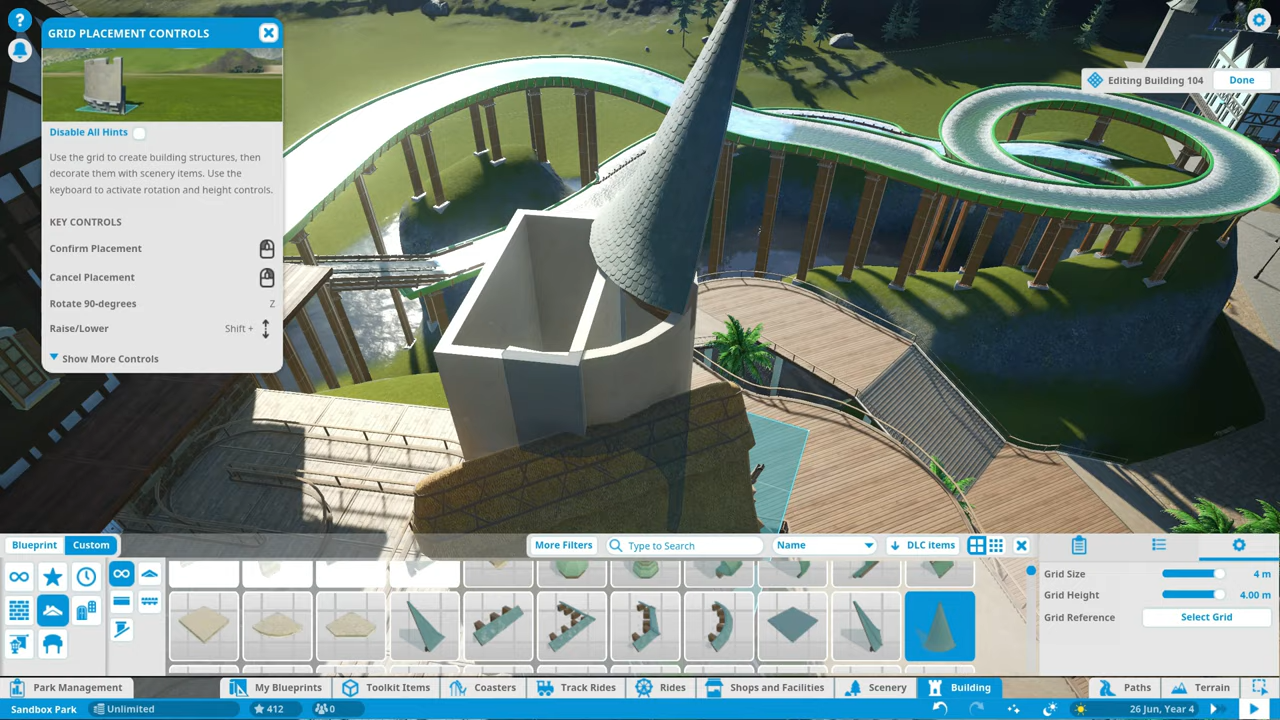 ?
GRID PLACEMENT CONTROLS
Disable All Hints
Use the grid to create building structures, then
decorate them with scenery items. Use the
keyboard to activate rotation and height controls.
KEY CONTROLS
Confirm Placement
Cancel Placement
Rotate 90-degrees Z
Raise/Lower Shift +
Show More Controls
Editing Building 104 Done
Blueprint Custom More Filters Type to Search Name DLC items
Grid Size 4 m
Grid Height 4.00 m
Grid Reference Select Grid
Park Management My Blueprints Toolkit Items Coasters Track Rides Rides Shops and Facilities Scenery Building Paths Terrain
Sandbox Park Unlimited 412 0 26 Jun, Year 4